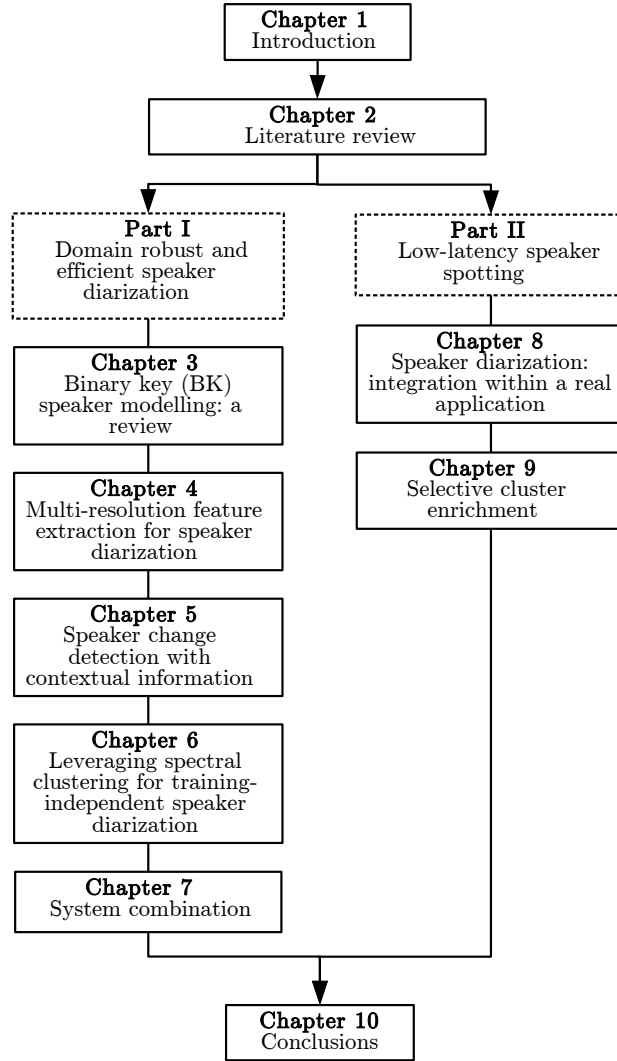 Chapter 1
Introduction
Chapter 2
Literature review
Part I
Domain robust and
efficient speaker
diarization
Chapter 3
Binary key (BK)
speaker modelling: a
review
Chapter 4
Multi-resolution feature
extraction for speaker
diarization
Chapter 5
Speaker change
detection with
contextual information
Chapter 6
Leveraging spectral
clustering for training-
independent speaker
diarization
Chapter 7
System combination
Part II
Low-latency speaker
spotting
Chapter 8
Speaker diarization:
integration within a real
application
Chapter 9
Selective cluster
enrichment
Chapter 10
Conclusions